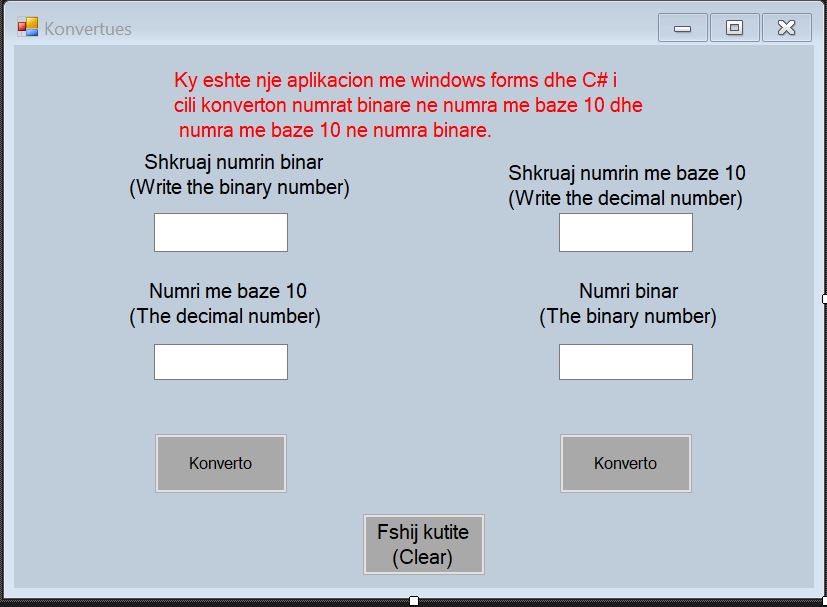 Konvertues
Ky eshte nje aplikacion me windows forms dhe C# i
cili konverton numrat binare ne numra me baze 10 dhe
numra me baze 10 ne numra binare.
Shkruaj numrin binar
(Write the binary number)
Shkruaj numrin me baze 10
(Write the decimal number)
Numri me baze 10
(The decimal number)
Numri binar
(The binary number)
Konverto
Konverto
Fshij kutite
(Clear)